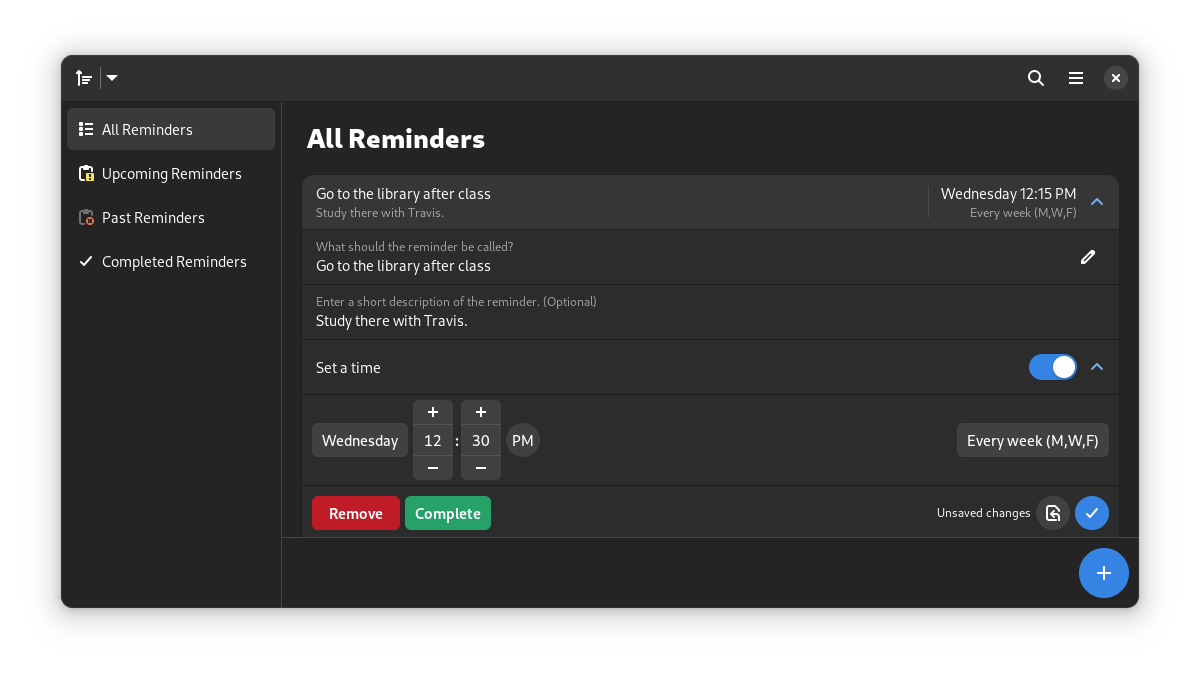 All Reminders
Upcoming Reminders
Past Reminders
Completed Reminders
All Reminders
Go to the library after class
Study there with Travis.
Wednesday 12:15 PM
Every week (M,W,F)
What should the reminder be called?
Go to the library after class
Enter a short description of the reminder. (Optional)
Study there with Travis.
Set a time
Wednesday 12 : 30 PM Every week (M,W,F)
Remove Complete Unsaved changes